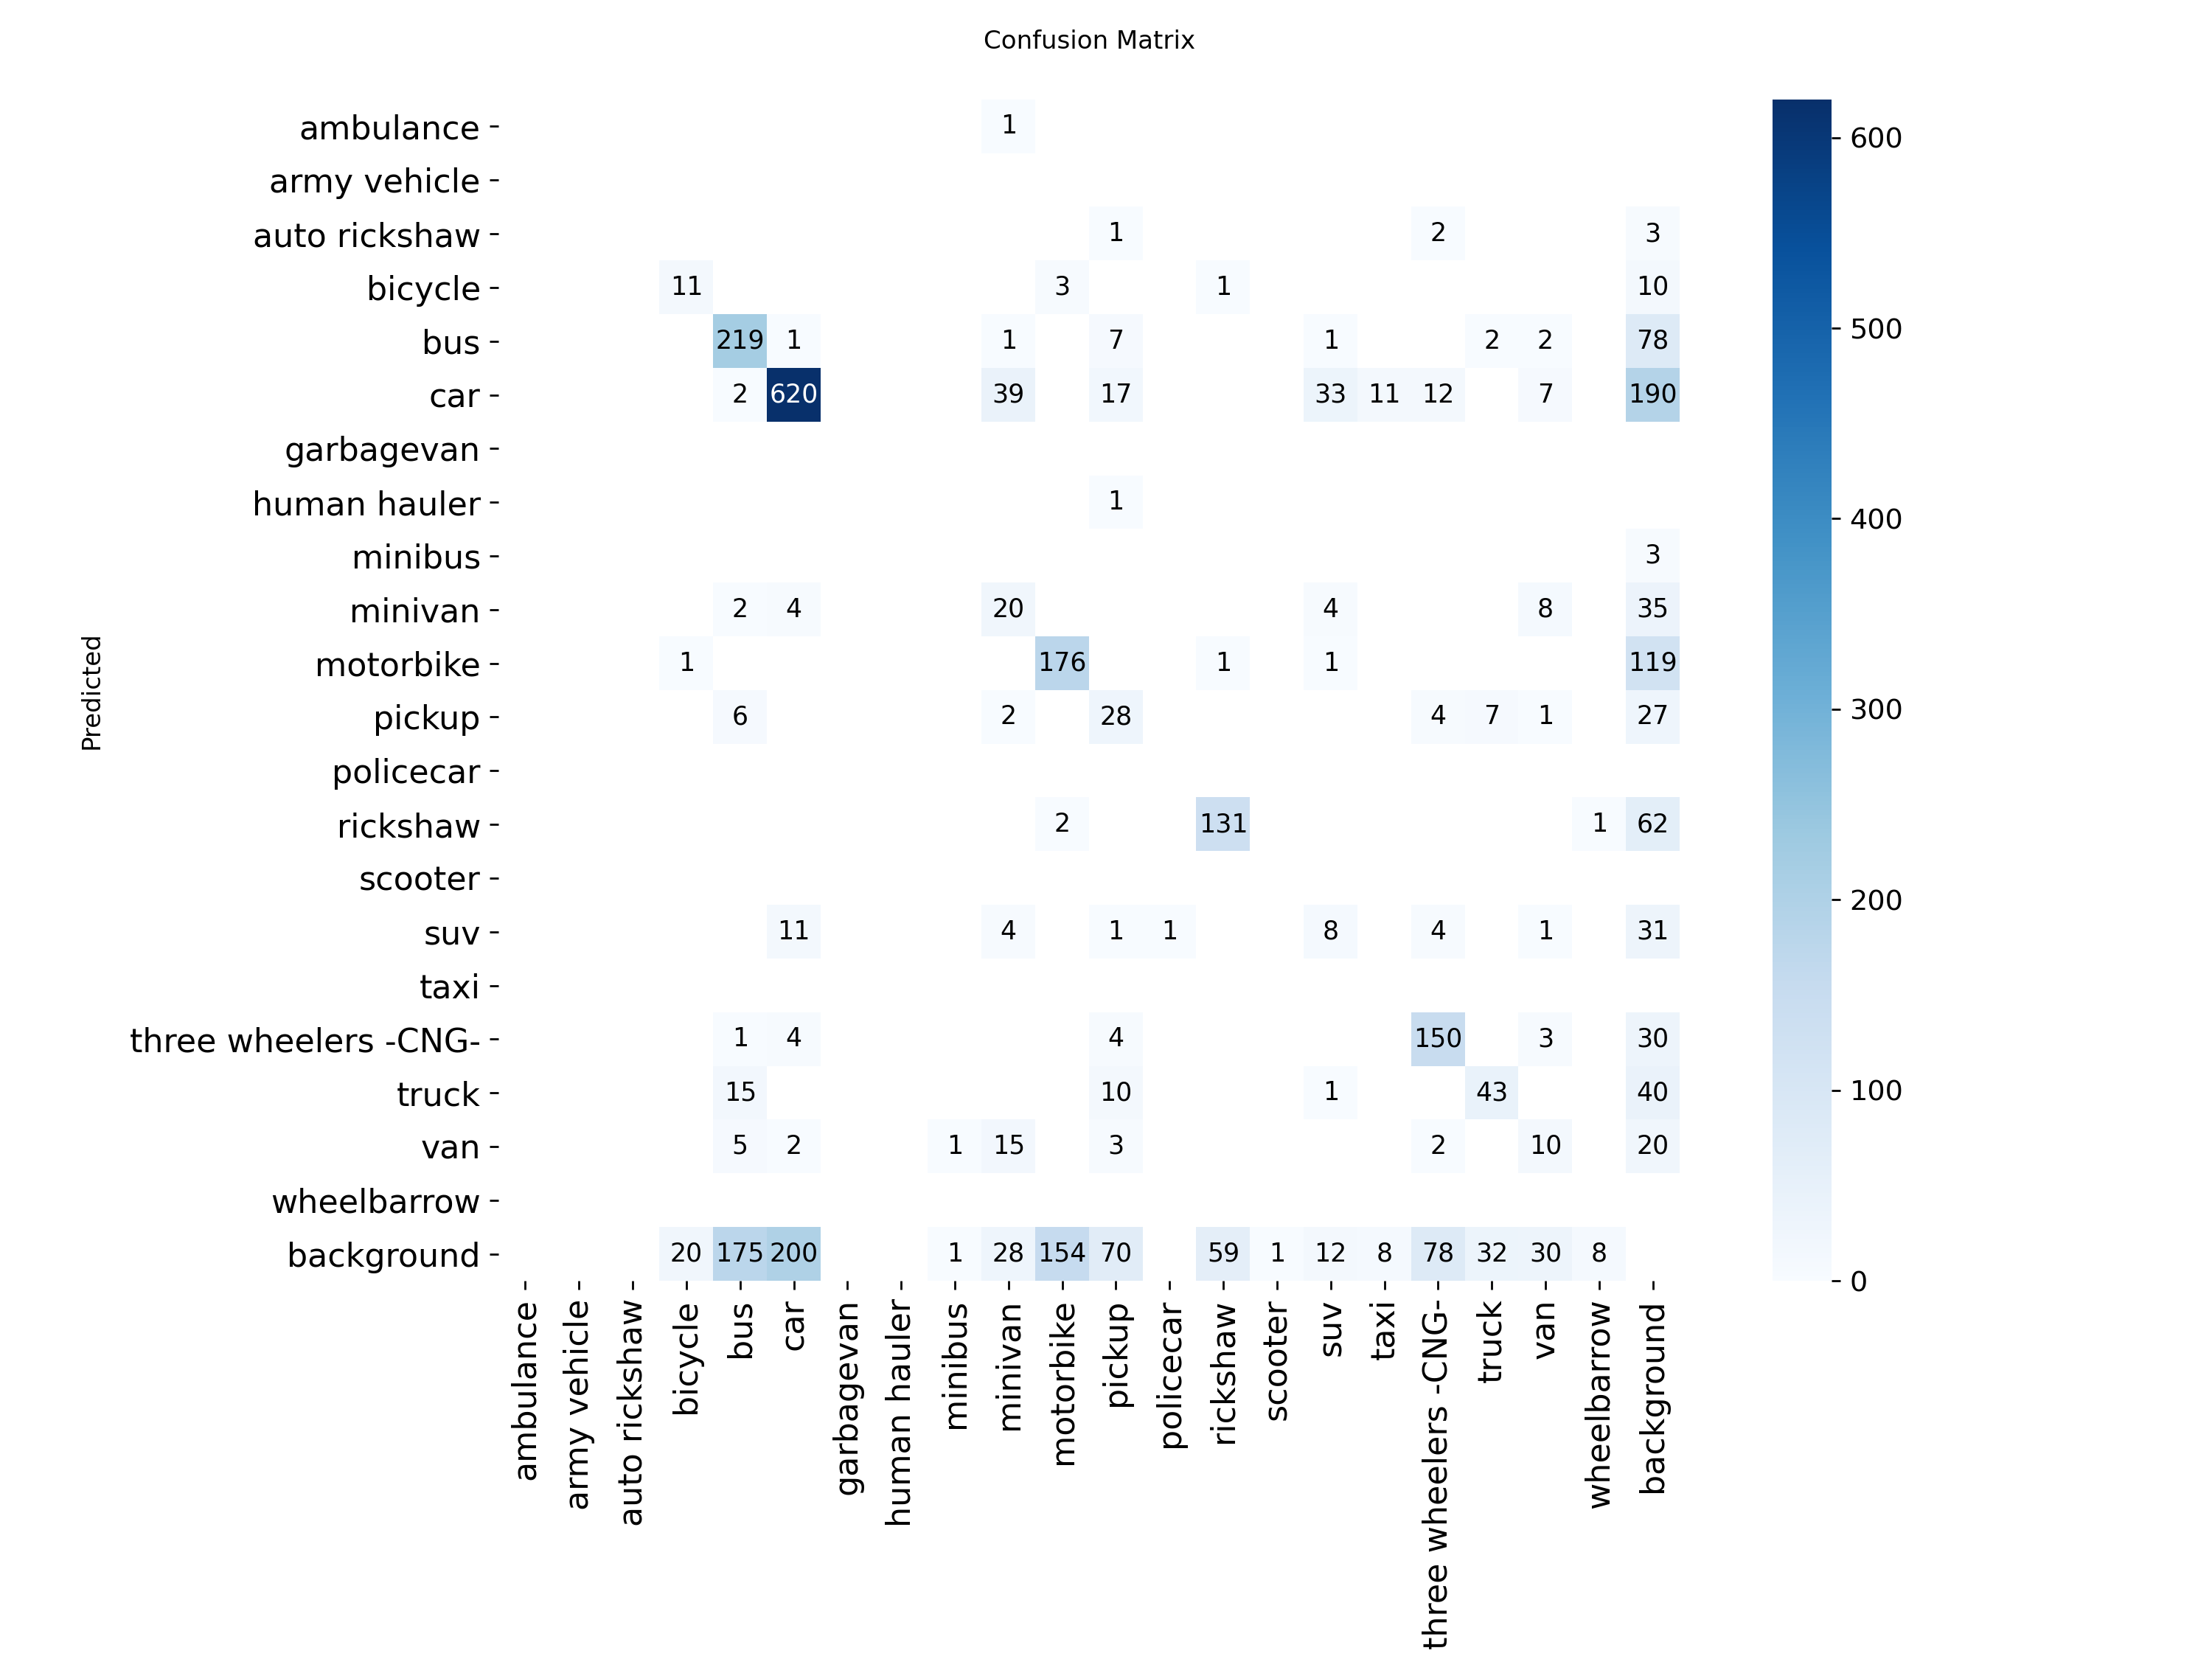 Confusion Matrix
Predicted
ambulance 1
army vehicle
auto rickshaw 1 2 3
bicycle 11 3 1 10
bus 219 1 1 7 1 2 2 78
car 2 620 39 17 33 11 12 7 190
garbagevan
human hauler 1
minibus 3
minivan 2 4 20 4 8 35
motorbike 1 176 1 1 119
pickup 6 2 28 4 7 1 27
policecar
rickshaw 2 131 1 62
scooter
suv 11 4 1 1 8 4 1 31
taxi
three wheelers -CNG- 1 4 4 150 3 30
truck 15 10 1 43 40
van 5 2 1 15 3 2 10 20
wheelbarrow
background 20 175 200 1 28 154 70 59 1 12 8 78 32 30 8
ambulance
army vehicle
auto rickshaw
bicycle
bus
car
garbagevan
human hauler
minibus
minivan
motorbike
pickup
policecar
rickshaw
scooter
suv
taxi
three wheelers -CNG-
truck
van
wheelbarrow
background
600
500
400
300
200
100
0